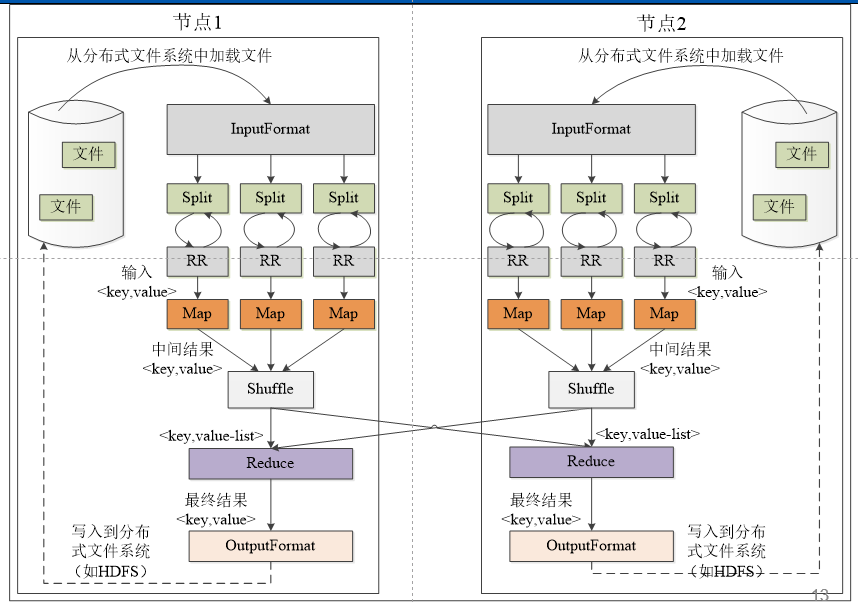 节点1
节点2
从分布式文件系统中加载文件
从分布式文件系统中加载文件
InputFormat
InputFormat
文件
文件
文件
文件
Split
Split
Split
Split
Split
Split
RR
RR
RR
RR
RR
RR
输入
<key,value>
输入
<key,value>
Map
Map
Map
Map
Map
Map
中间结果
<key,value>
中间结果
<key,value>
Shuffle
Shuffle
<key,value-list>
<key,value-list>
Reduce
Reduce
最终结果
<key,value>
最终结果
<key,value>
写入到分布
式文件系统
（如HDFS）
OutputFormat
OutputFormat
写入到分布
式文件系统
（如HDFS）
13